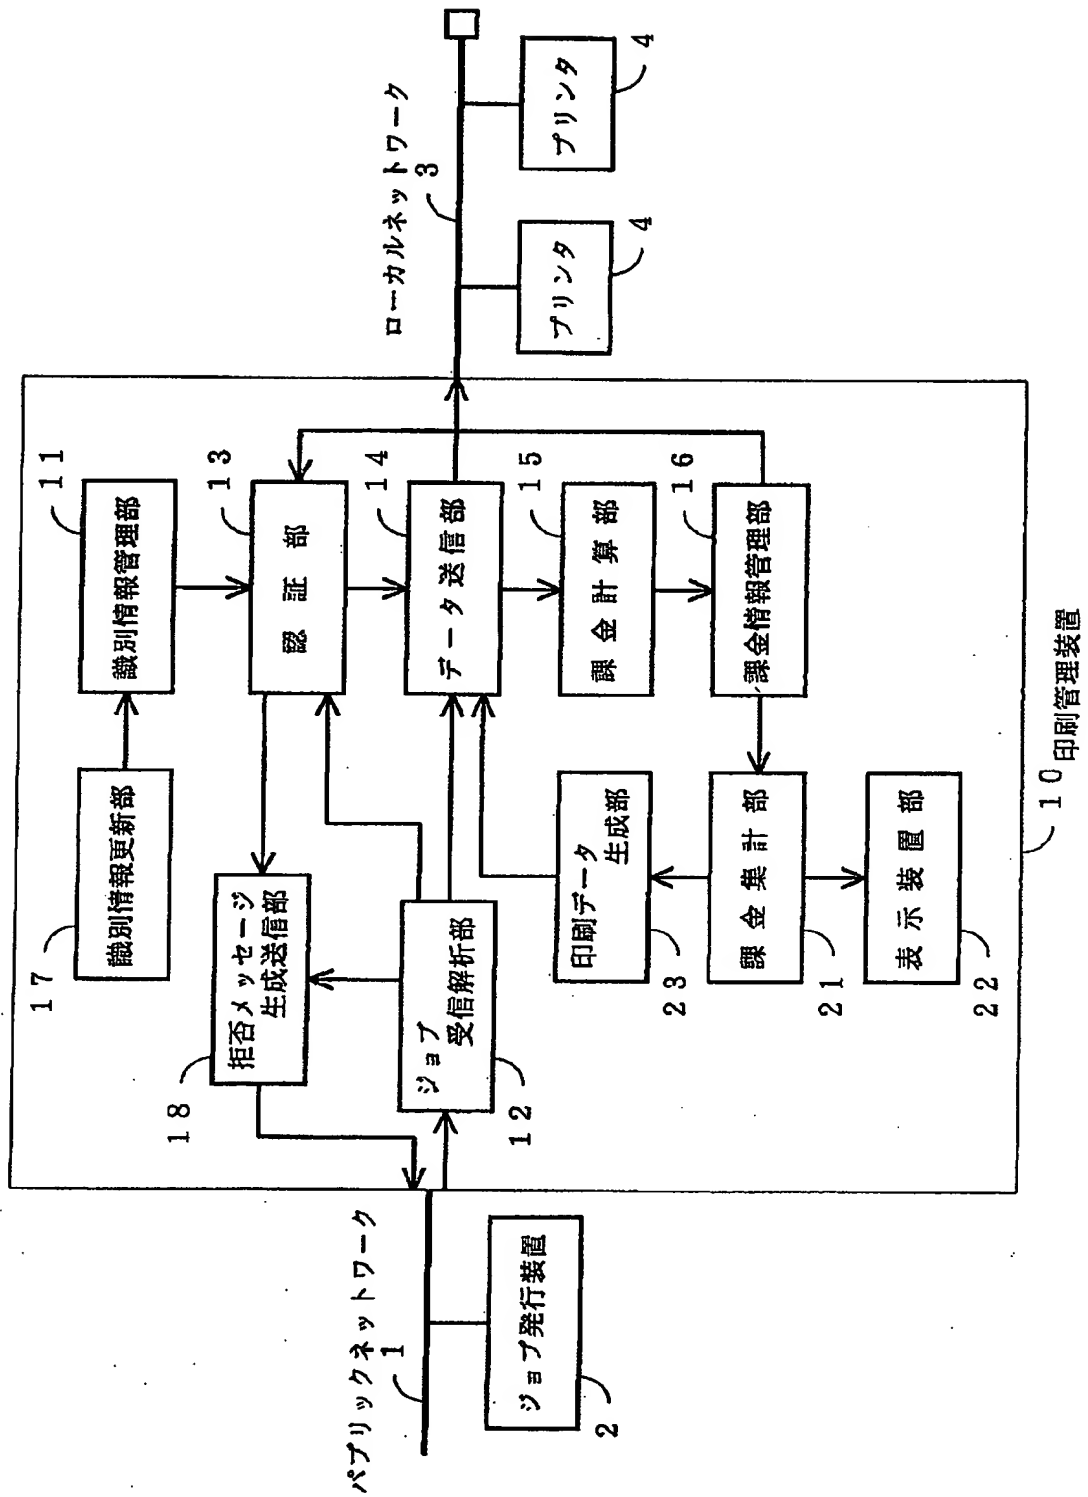 パブリックネットワーク
1
ジョブ発行装置
2
10
印刷管理装置
識別情報更新部
17
識別情報管理部
11
拒否メッセージ
生成送信部
18
認証部
13
ジョブ
受信解析部
12
データ送信部
14
印刷データ
生成部
23
課金計算部
15
課金集計部
21
課金情報管理部
16
表示装置部
22
ローカルネットワーク
3
プリンタ
4
プリンタ
4